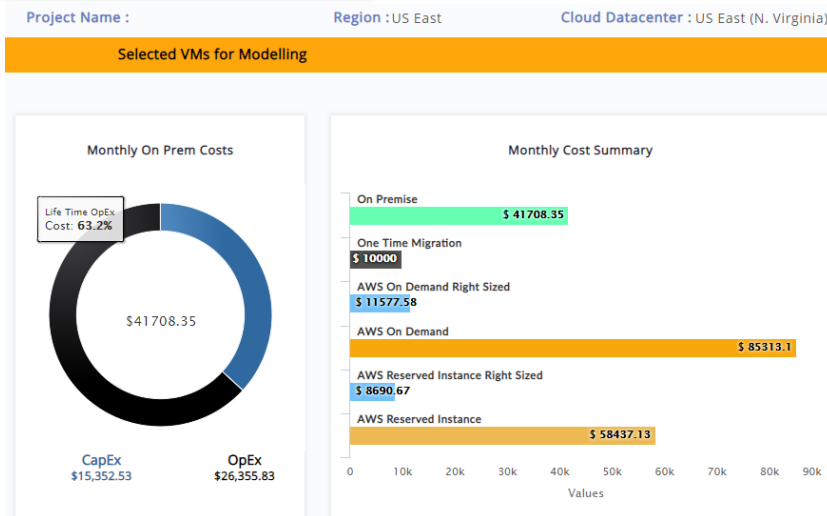 Project Name :
Region : US East
Cloud Datacenter : US East (N. Virginia)
Selected VMs for Modelling
Monthly On Prem Costs
Life Time OpEx
Cost: 63.2%
$41708.35
CapEx
$15,352.53
OpEx
$26,355.83
Monthly Cost Summary
On Premise
$ 41708.35
One Time Migration
$ 10000
AWS On Demand Right Sized
$ 11577.58
AWS On Demand
$ 85313.1
AWS Reserved Instance Right Sized
$ 8690.67
AWS Reserved Instance
$ 58437.13
0 10k 20k 30k 40k 50k 60k 70k 80k 90k
Values